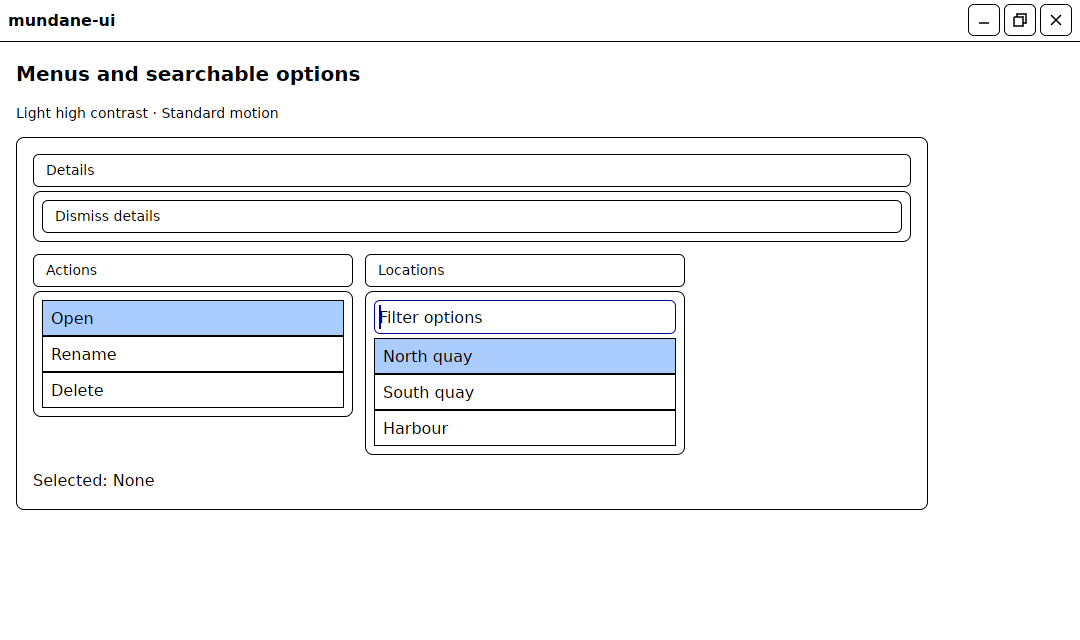 mundane-ui
Menus and searchable options
Light high contrast · Standard motion
Details
Dismiss details
Actions
Open
Rename
Delete
Locations
Filter options
North quay
South quay
Harbour
Selected: None